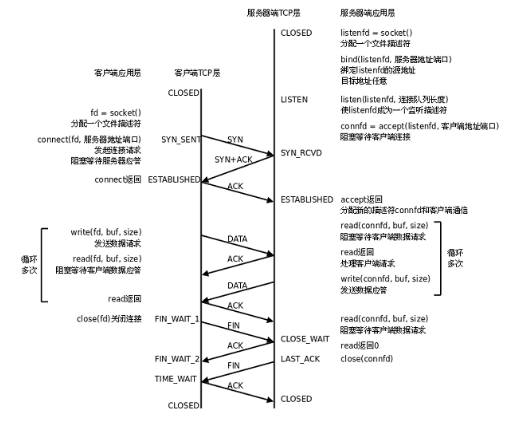 服务器端TCP层
服务器端应用层
CLOSED
listenfd = socket()
分配一个文件描述符
bind(listenfd, 服务器地址端口)
绑定listenfd的源地址
目标地址任意
客户端应用层
客户端TCP层
CLOSED
LISTEN
listen(listenfd, 连接队列长度)
使listenfd成为一个监听描述符
fd = socket()
分配一个文件描述符
connfd = accept(listenfd, 客户端地址端口)
阻塞等待客户端连接
connect(fd, 服务器地址端口)
发起连接请求
阻塞等待服务器应答
SYN_SENT
SYN
SYN_RCVD
SYN+ACK
connect返回
ESTABLISHED
ACK
ESTABLISHED
accept返回
分配新的描述符connfd和客户端通信
write(fd, buf, size)
发送数据请求
DATA
read(connfd, buf, size)
阻塞等待客户端数据请求
循环
多次
read(fd, buf, size)
阻塞等待客户端数据应答
ACK
read返回
处理客户端请求
循环
多次
write(connfd, buf, size)
发送数据应答
DATA
read返回
ACK
close(fd)关闭连接
FIN_WAIT_1
FIN
read(connfd, buf, size)
阻塞等待客户端数据请求
CLOSE_WAIT
read返回0
ACK
FIN_WAIT_2
FIN
LAST_ACK
close(connfd)
TIME_WAIT
ACK
CLOSED
CLOSED